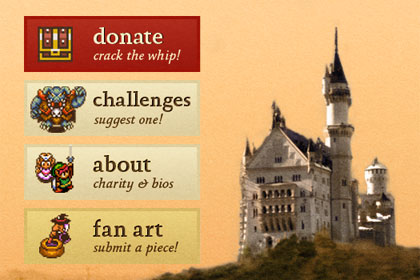 donate
crack the whip!
challenges
suggest one!
about
charity & bios
fan art
submit a piece!